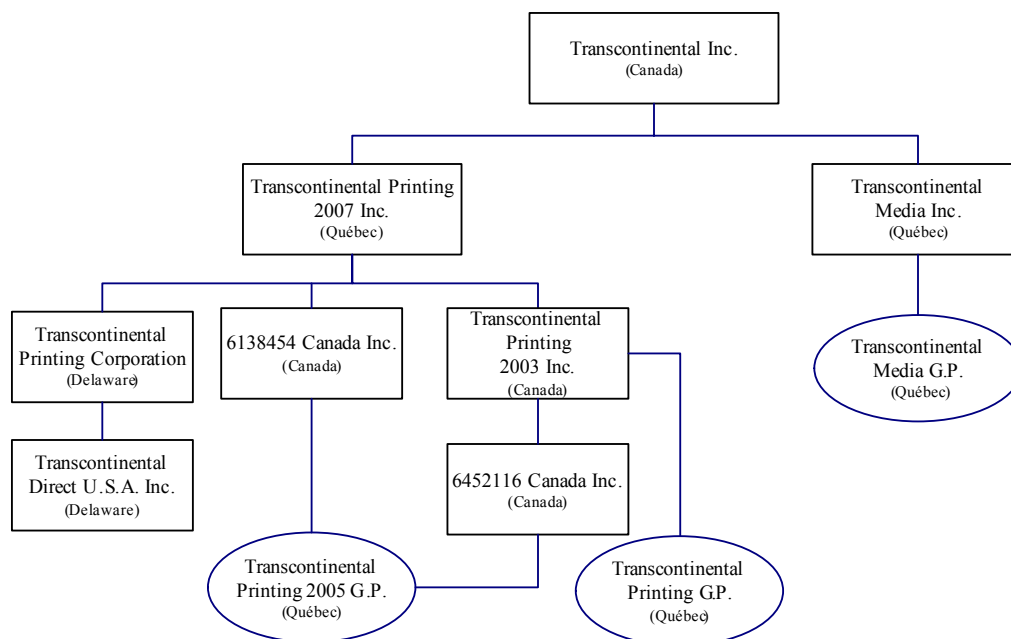 Transcontinental Inc.
(Canada)
Transcontinental Printing
2007 Inc.
(Québec)
Transcontinental
Media Inc.
(Québec)
Transcontinental
Printing Corporation
(Delaware)
6138454 Canada Inc.
(Canada)
Transcontinental
Printing
2003 Inc.
(Canada)
Transcontinental
Media G.P.
(Québec)
Transcontinental
Direct U.S.A. Inc.
(Delaware)
6452116 Canada Inc.
(Canada)
Transcontinental
Printing 2005 G.P.
(Québec)
Transcontinental
Printing G.P.
(Québec)